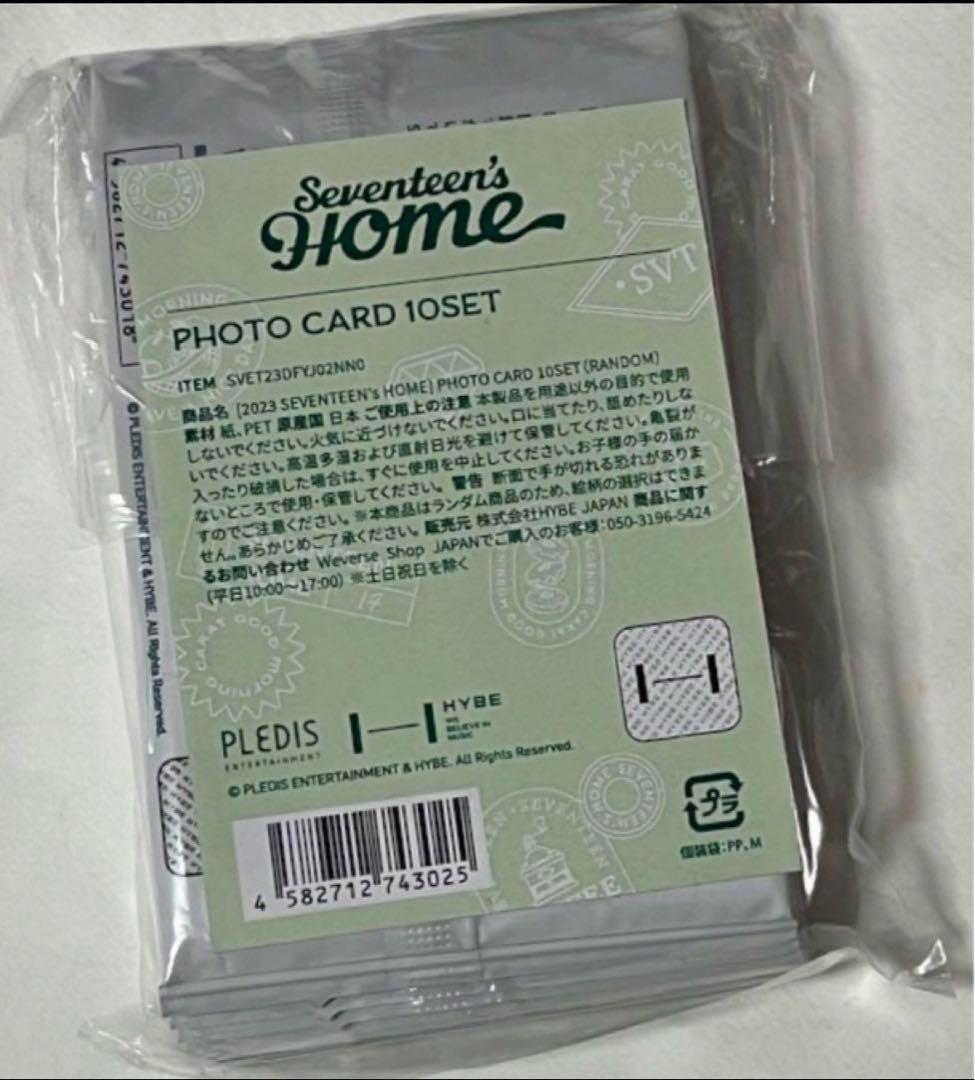 Seveteen's
Home
PHOTO CARD 10SET
ITEM SVET23DFYJ02NN0
商品名 [2023 SEVENTEEN's HOME] PHOTO CARD 10SET(RANDOM)
素材 紙、PET 原産国 日本 ご使用上の注意 本製品を用途以外の目的で使用
しないでください。火気に近づけないでください。口に当てたり、舐めたりしな
いでください。高温多湿および直射日光を避けて保管してください。亀裂が
入ったり破損した場合は、すぐに使用を中止してください。お子様の手の届か
ないところで使用・保管してください。 警告 断面で手が切れる恐れがありま
すのでご注意ください。※本商品はランダム商品のため、絵柄の選択はできま
せん。あらかじめご了承ください。 販売元 株式会社HYBE JAPAN 商品に関す
るお問い合わせ Weverse Shop JAPANでご購入のお客様：050-3196-5424
(平日10:00～17:00) ※土日祝日を除く
SVT
CARAT GOOD MORNING
17
PLEDIS
ENTERTAINMENT
HYBE
WE
BELIEVE IN
MUSIC
© PLEDIS ENTERTAINMENT & HYBE. All Rights Reserved.
4 582712 743025
HOME SEVENTEEN'S
プラ
個装袋：PP、M
© PLEDIS ENTERTAINMENT & HYBE. All Rights Reserved.